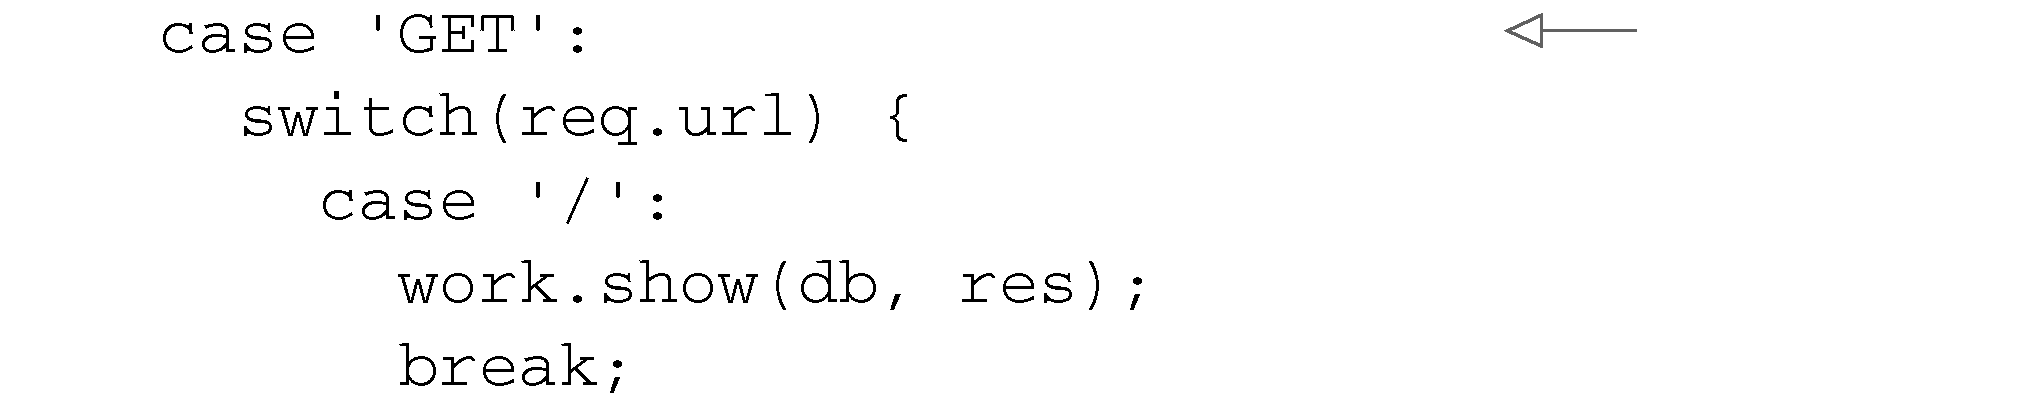 case 'GET':
  switch(req.url) {
    case '/':
      work.show(db, res);
      break;